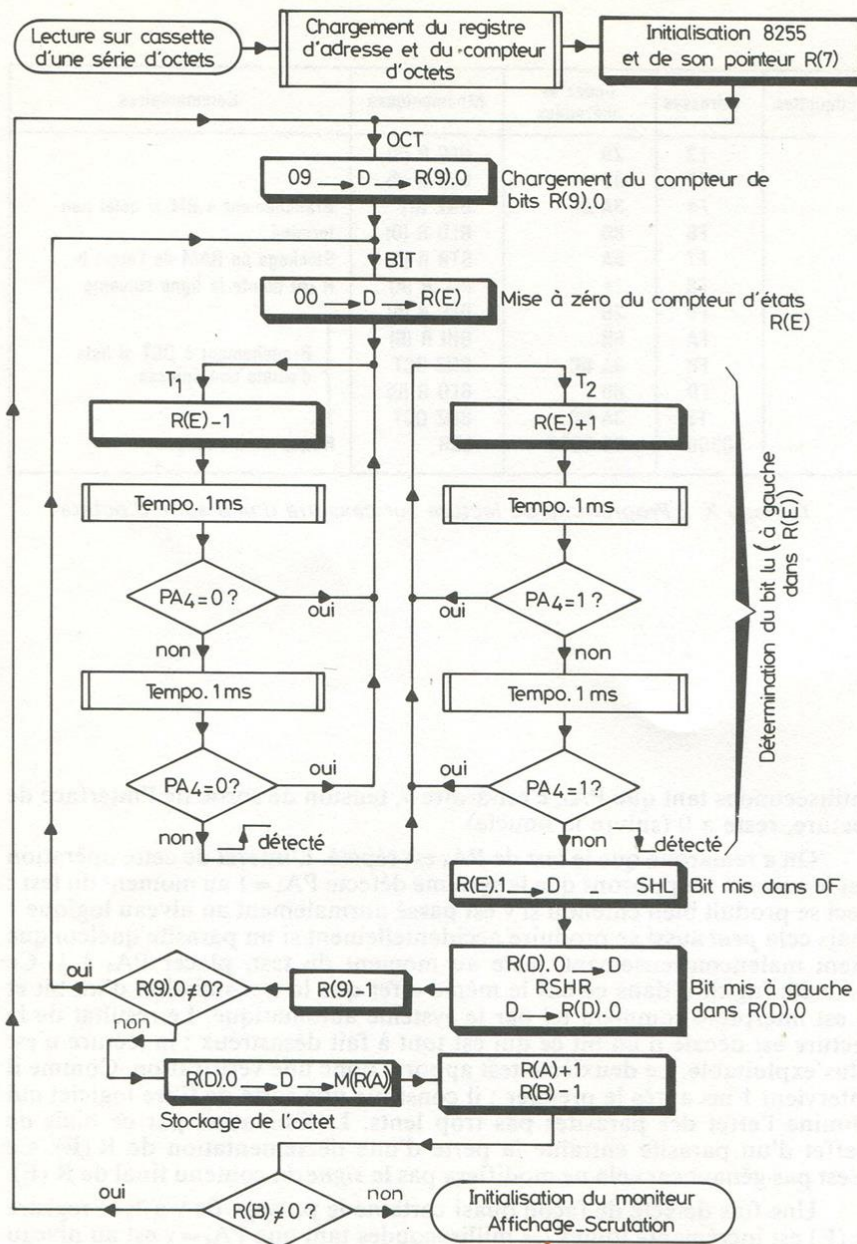 Lecture sur cassette
d'une série d'octets
Chargement du registre
d'adresse et du compteur
d'octets
Initialisation 8255
et de son pointeur R(7)
OCT
09 → D → R(9).0
Chargement du compteur de
bits R(9).0
BIT
00 → D → R(E)
Mise à zéro du compteur d'états
R(E)
T1
R(E)-1
Tempo. 1ms
PA4=0?
oui
non
Tempo. 1ms
PA4=0?
oui
non
détecté
T2
R(E)+1
Tempo. 1ms
PA4=1?
oui
non
Tempo. 1ms
PA4=1?
oui
non
détecté
Détermination du bit lu (à gauche
dans R(D))
R(E).1 → D SHL
Bit mis dans DF
R(D).0 → D
RSHR
D → R(D).0
Bit mis à gauche
dans R(D).0
R(9)-1
R(9).0≠0?
oui
non
R(D).0 → D → M(R(A))
Stockage de l'octet
R(A)+1
R(B)-1
R(B)≠0?
oui
non
Initialisation du moniteur
Affichage_Scrutation